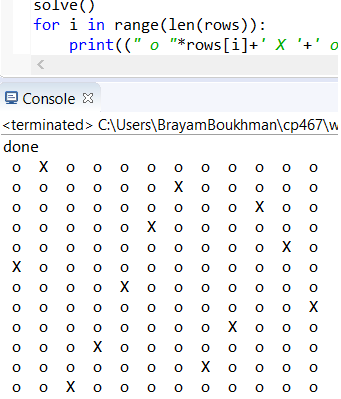 solve()
for i in range(len(rows)):
print((" o "*rows[i]+' X '+' o
Console
<terminated> C:\Users\BrayamBoukhman\cp467\w
done
o X o o o o o o o o o o
o o o o o o X o o o o o
o o o o o o o o o X o o
o o o o o X o o o o o o
o o o o o o o o o o X o
X o o o o o o o o o o o
o o o o X o o o o o o o
o o o o o o o o o o o X
o o o o o o o o X o o o
o o o X o o o o o o o o
o o o o o o o X o o o o
o o X o o o o o o o o o